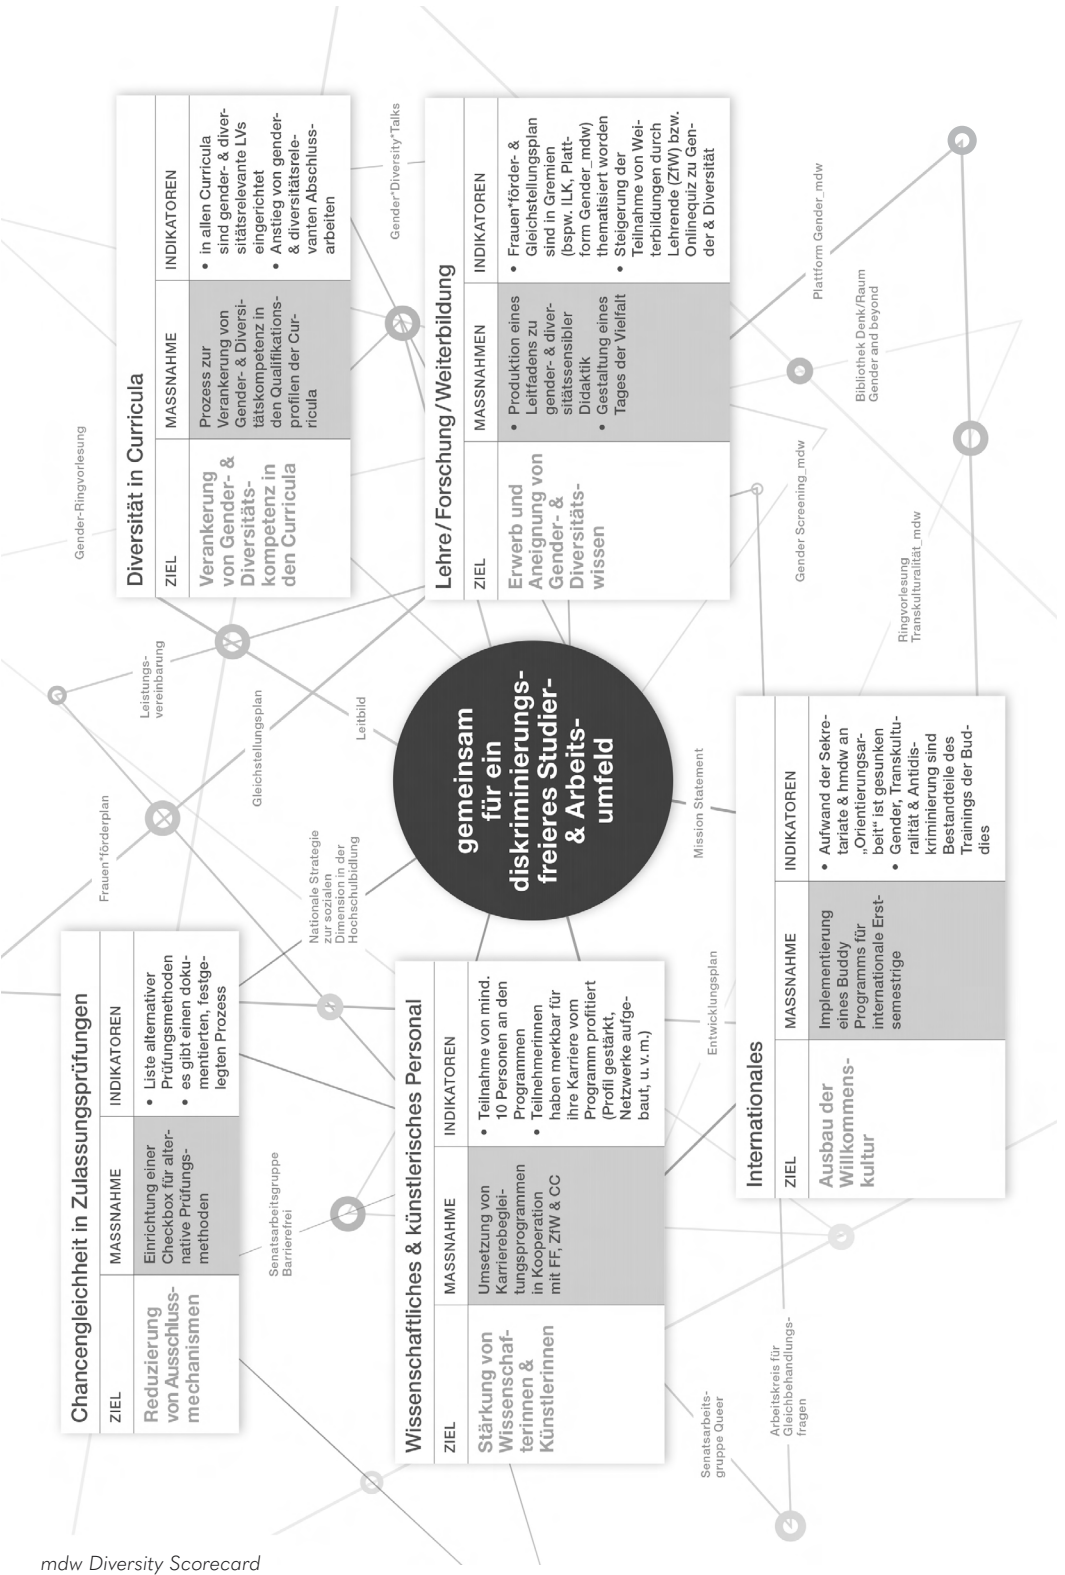 Chancengleichheit in Zulassungsprüfungen
ZIEL
MASSNAHME
INDIKATOREN
Reduzierung
von Ausschluss-
mechanismen
Einrichtung einer
Checkbox für alter-
native Prüfungs-
methoden
• Liste alternativer
Prüfungsmethoden
• es gibt einen doku-
mentierten, festge-
legten Prozess
Frauen*förderplan
Leistungs-
vereinbarung
Gender-Ringvorlesung
Diversität in Curricula
ZIEL
MASSNAHME
INDIKATOREN
Verankerung
von Gender- &
Diversitäts-
kompetenz in
den Curricula
Prozess zur
Verankerung von
Gender- & Diversi-
tätskompetenz in
den Qualifikations-
profilen der Cur-
ricula
• in allen Curricula
sind gender- & diver-
sitätsrelevante LVs
eingerichtet
• Anstieg von gender-
& diversitätsrele-
vanten Abschluss-
arbeiten
Senatsarbeitsgruppe
Barrierefrei
Nationale Strategie
zur sozialen
Dimension in der
Hochschulbidlung
Gleichstellungsplan
Leitbild
Gender*Diversity*Talks
Wissenschaftliches & künstlerisches Personal
ZIEL
MASSNAHME
INDIKATOREN
Stärkung von
Wissenschaf-
terinnen &
Künstlerinnen
Umsetzung von
Karrierebeglei-
tungsprogrammen
in Kooperation
mit FF, ZfW & CC
• Teilnahme von mind.
10 Personen an den
Programmen
• Teilnehmerinnen
haben merkbar für
ihre Karriere vom
Programm profitiert
(Profil gestärkt,
Netzwerke aufge-
baut, u. v. m.)
gemeinsam
für ein
diskriminierungs-
freieres Studier-
& Arbeits-
umfeld
Lehre / Forschung / Weiterbildung
ZIEL
MASSNAHMEN
INDIKATOREN
Erwerb und
Aneignung von
Gender- &
Diversitäts-
wissen
• Produktion eines
Leitfadens zu
gender- & diver-
sitätssensibler
Didaktik
• Gestaltung eines
Tages der Vielfalt
• Frauen*förder- &
Gleichstellungsplan
sind in Gremien
(bspw. ILK, Platt-
form Gender_mdw)
thematisiert worden
• Steigerung der
Teilnahme von Wei-
terbildungen durch
Lehrende (ZfW) bzw.
Onlinequiz zu Gen-
der & Diversität
Senatsarbeits-
gruppe Queer
Arbeitskreis für
Gleichbehandlungs-
fragen
Entwicklungsplan
Mission Statement
Internationales
ZIEL
MASSNAHME
INDIKATOREN
Ausbau der
Willkommens-
kultur
Implementierung
eines Buddy
Programms für
internationale Erst-
semestrige
• Aufwand der Sekre-
tariate & hmdw an
„Orientierungsar-
beit“ ist gesunken
• Gender, Transkultu-
ralität & Antidis-
kriminierung sind
Bestandteile des
Trainings der Bud-
dies
Gender Screening_mdw
Plattform Gender_mdw
Bibliothek Denk/Raum
Gender and beyond
Ringvorlesung
Transkulturalität_mdw
mdw Diversity Scorecard